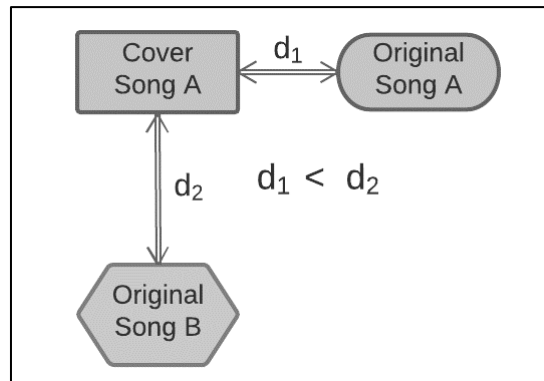 Cover
Song A
d₁
Original
Song A
d₂
d₁ < d₂
Original
Song B